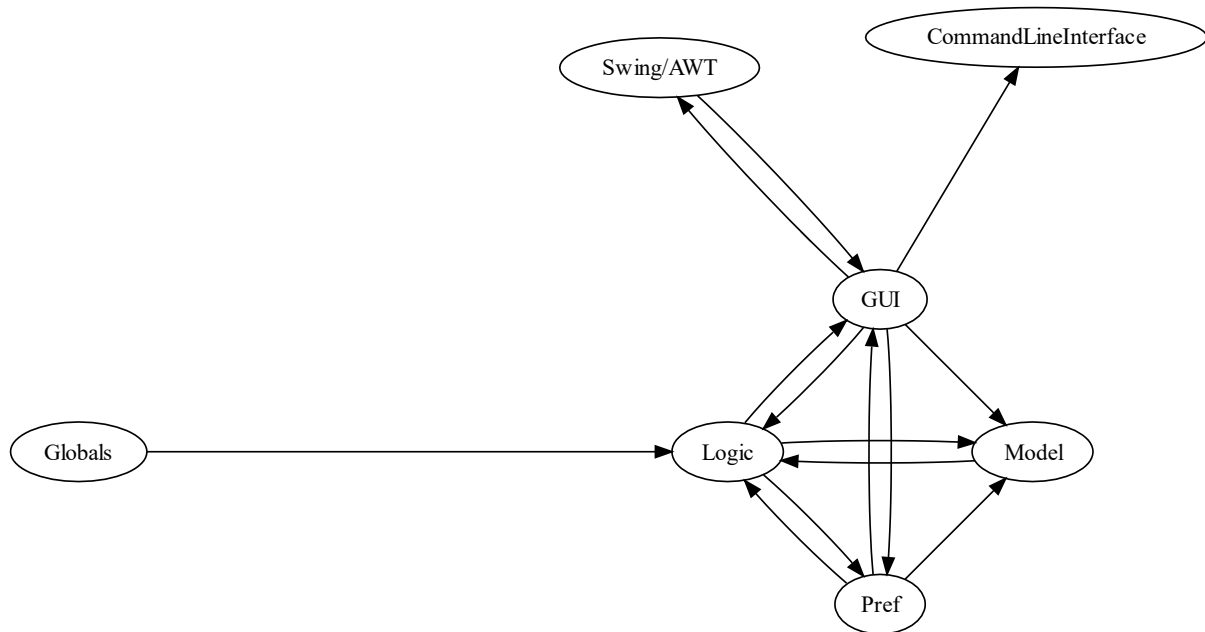 CommandLineInterface
Swing/AWT
GUI
Globals
Logic
Model
Pref